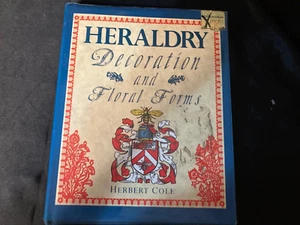 HERALDRY
Decoration
and
Floral Forms
HERBERT COLE